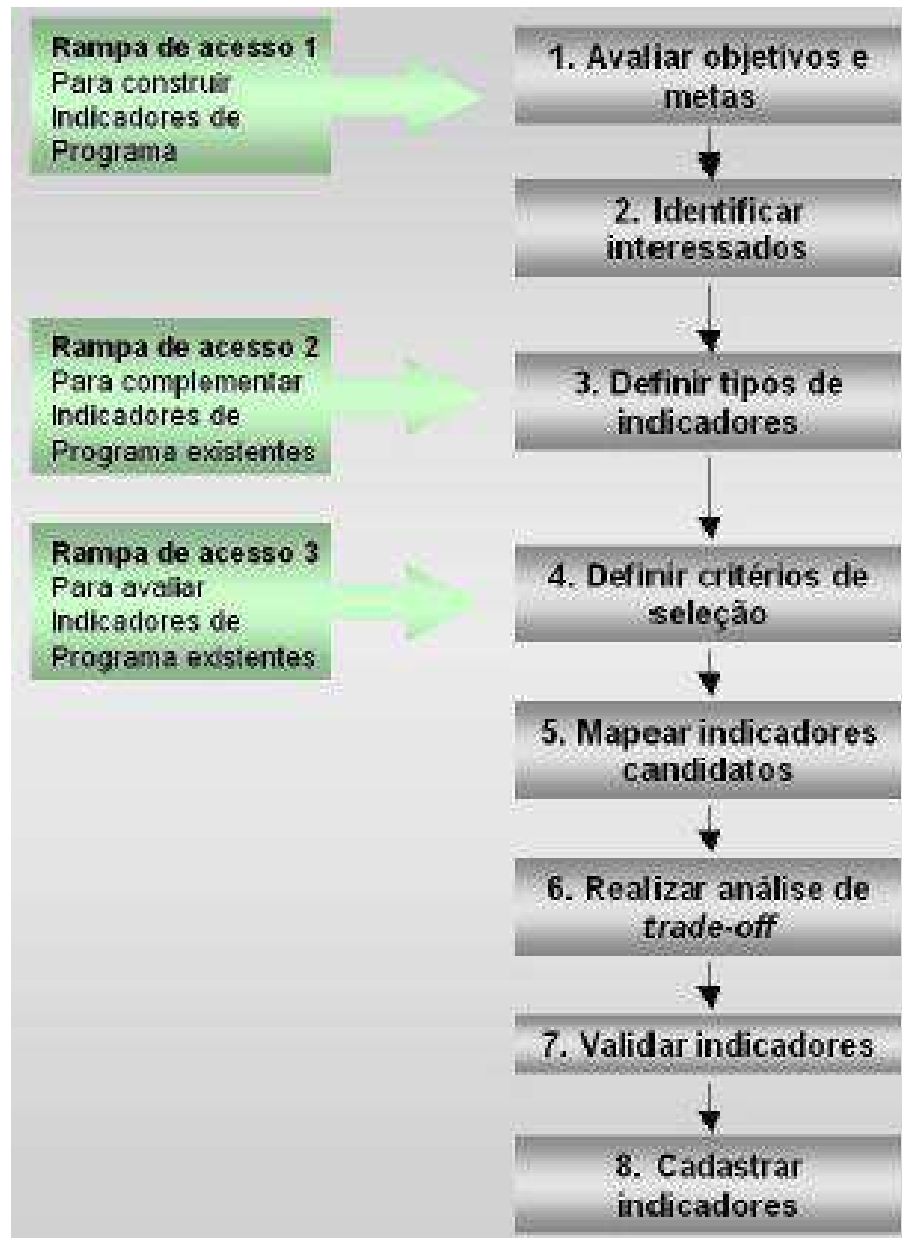 Rampa de acesso 1
Para construir
Indicadores de
Programa
1. Avaliar objetivos e
metas
2. Identificar
interessados
Rampa de acesso 2
Para complementar
Indicadores de
Programa existentes
3. Definir tipos de
indicadores
Rampa de acesso 3
Para avaliar
Indicadores de
Programa existentes
4. Definir critérios de
seleção
5. Mapear indicadores
candidatos
6. Realizar análise de
trade-off
7. Validar indicadores
8. Cadastrar
indicadores